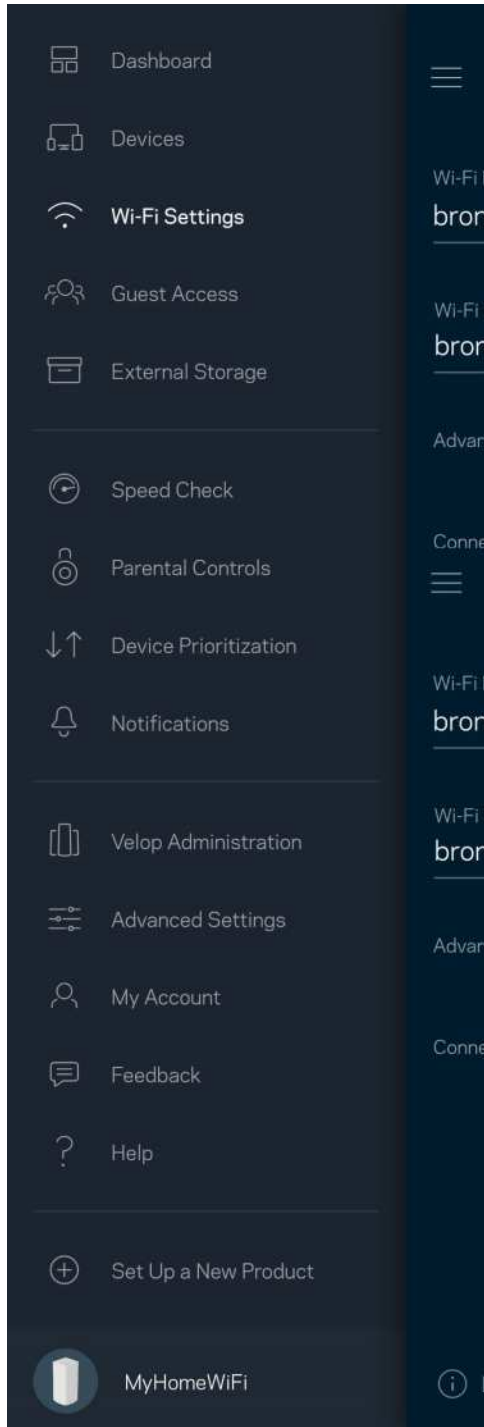 Dashboard
Devices
Wi-Fi Settings
Guest Access
External Storage
Speed Check
Parental Controls
Device Prioritization
Notifications
Velop Administration
Advanced Settings
My Account
Feedback
Help
Set Up a New Product
MyHomeWiFi
Wi-Fi
bron
Wi-Fi
bron
Advan
Conne
Wi-Fi
bron
Wi-Fi
bron
Advan
Conne